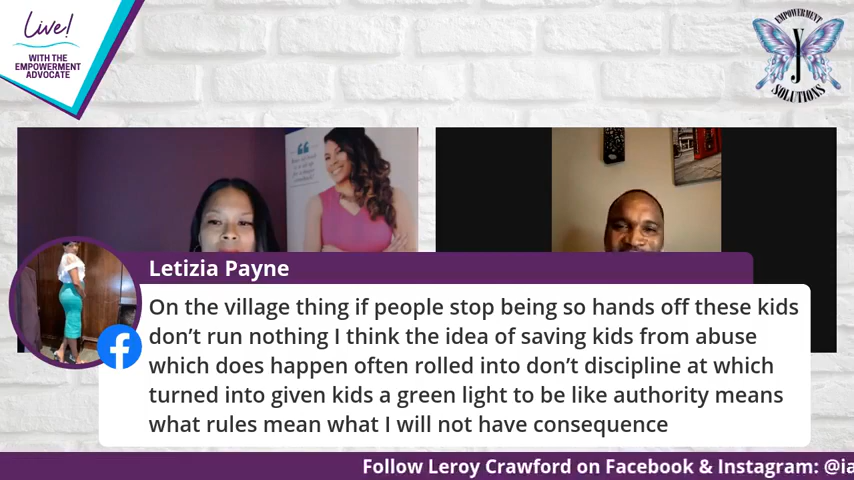 Live!
WITH THE
EMPOWERMENT
ADVOCATE
EMPOWERMENT
SOLUTIONS
Letizia Payne
On the village thing if people stop being so hands off these kids
don't run nothing I think the idea of saving kids from abuse
which does happen often rolled into don't discipline at which
turned into given kids a green light to be like authority means
what rules mean what I will not have consequence
Follow Leroy Crawford on Facebook & Instagram: @ia